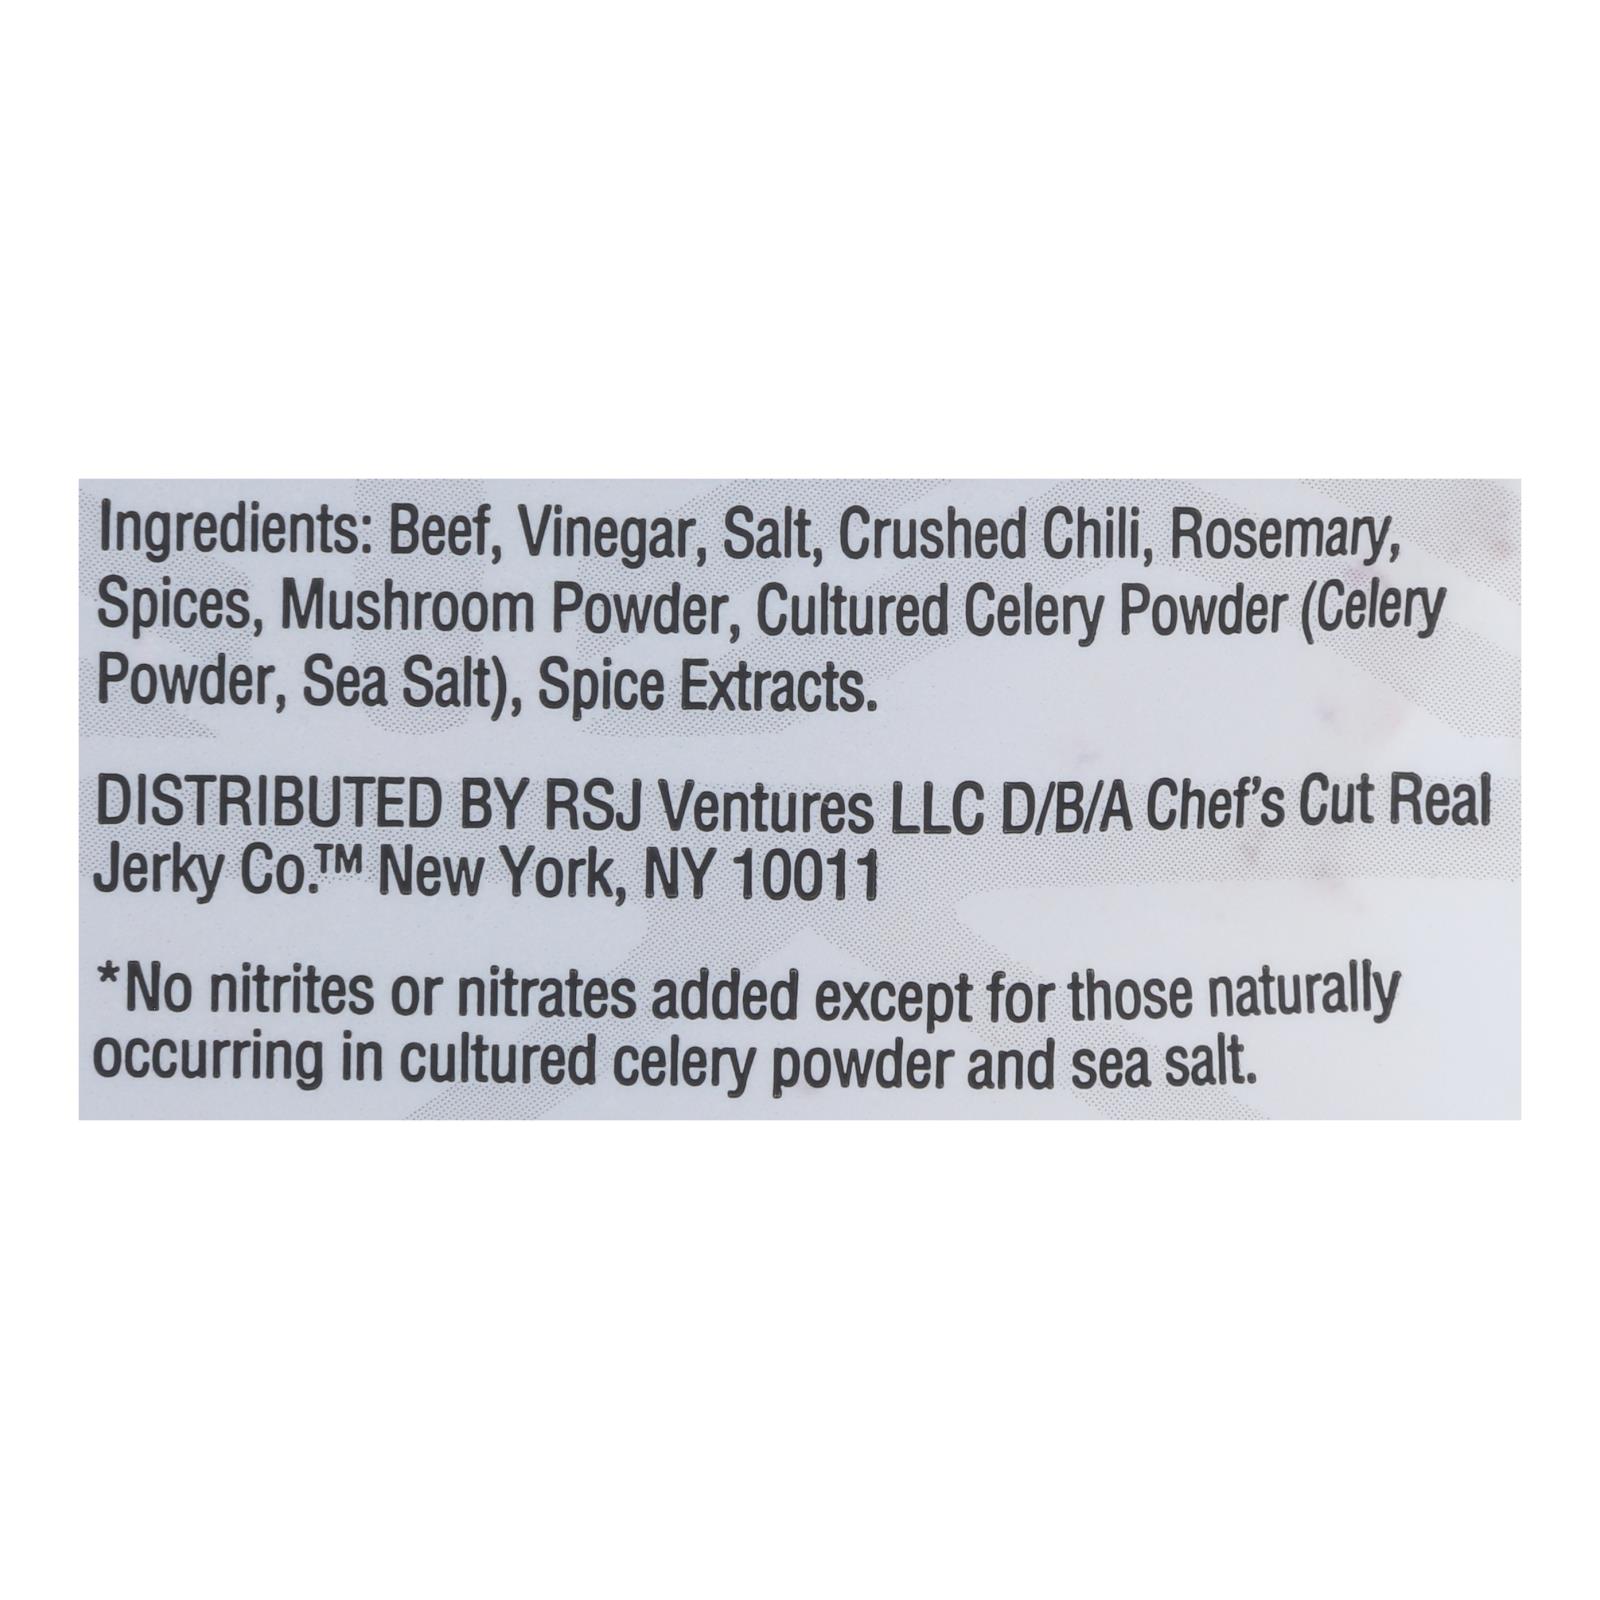 Ingredients: Beef, Vinegar, Salt, Crushed Chili, Rosemary,
Spices, Mushroom Powder, Cultured Celery Powder (Celery
Powder, Sea Salt), Spice Extracts.
DISTRIBUTED BY RSJ Ventures LLC D/B/A Chef's Cut Real
Jerky Co.™ New York, NY 10011
*No nitrites or nitrates added except for those naturally
occurring in cultured celery powder and sea salt.